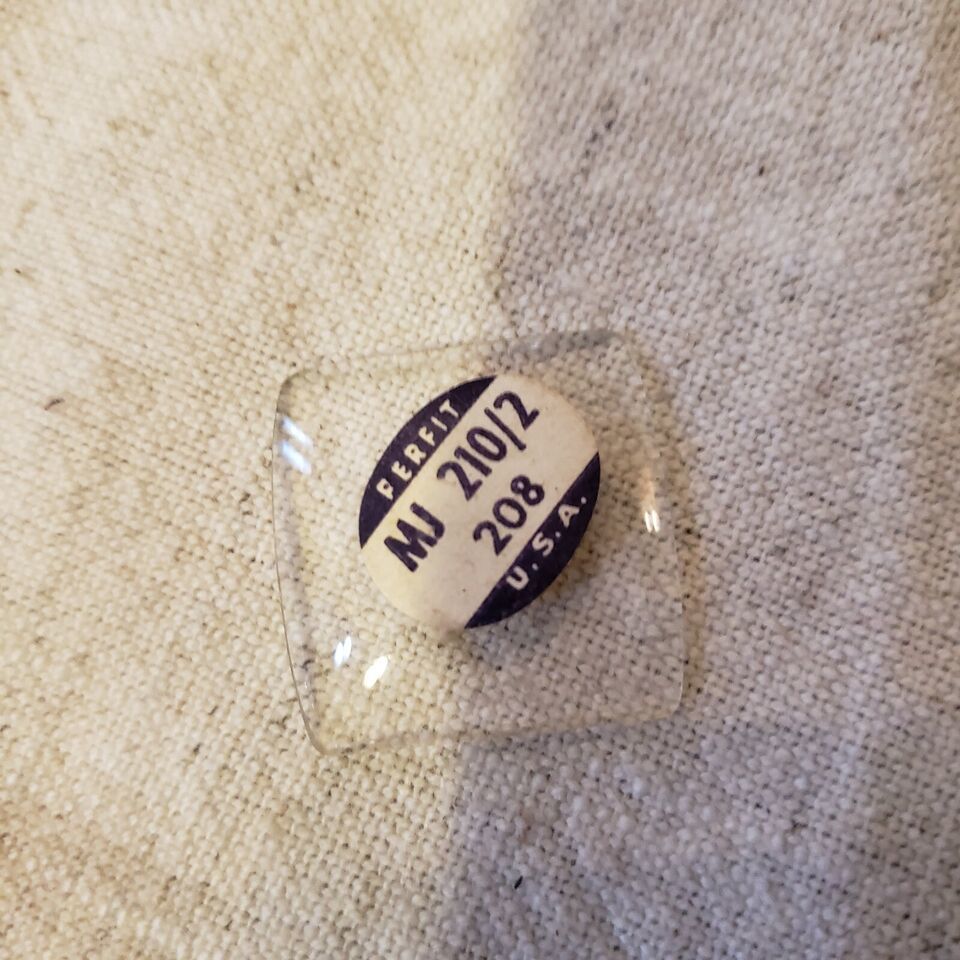 PERFIT
MJ 210/2
208
U.S.A.